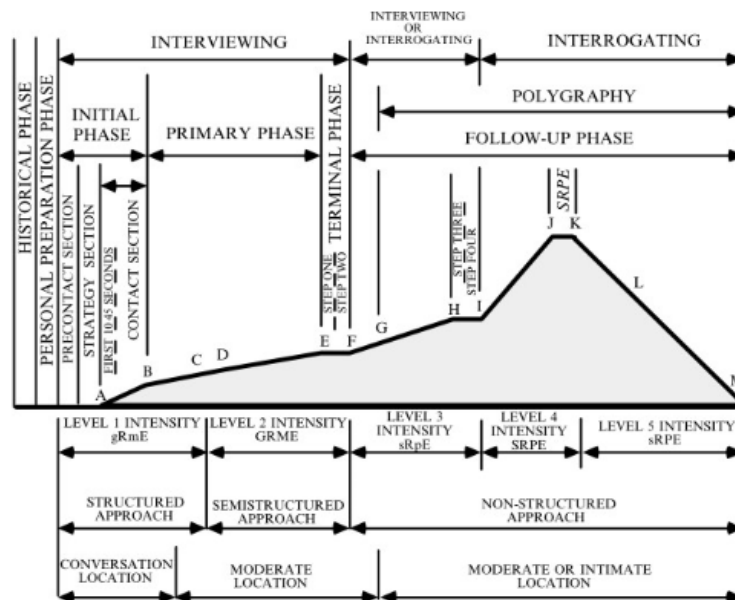 INTERVIEWING
OR
INTERROGATING
INTERVIEWING
INTERROGATING
POLYGRAPHY
INITIAL
PHASE
PRIMARY PHASE
FOLLOW-UP PHASE
HISTORICAL PHASE
PERSONAL PREPARATION PHASE
PRECONTACT SECTION
STRATEGY SECTION
FIRST 10:45 SECONDS
CONTACT SECTION
STEP ONE
STEP TWO
TERMINAL PHASE
STEP THREE
STEP FOUR
SRPE
A
B
C
D
E
F
G
H
I
J
K
L
M
LEVEL 1 INTENSITY
gRmE
LEVEL 2 INTENSITY
GRME
LEVEL 3
INTENSITY
sRpE
LEVEL 4
INTENSITY
SRPE
LEVEL 5 INTENSITY
sRPE
STRUCTURED
APPROACH
SEMISTRUCTURED
APPROACH
NON-STRUCTURED
APPROACH
CONVERSATION
LOCATION
MODERATE
LOCATION
MODERATE OR INTIMATE
LOCATION